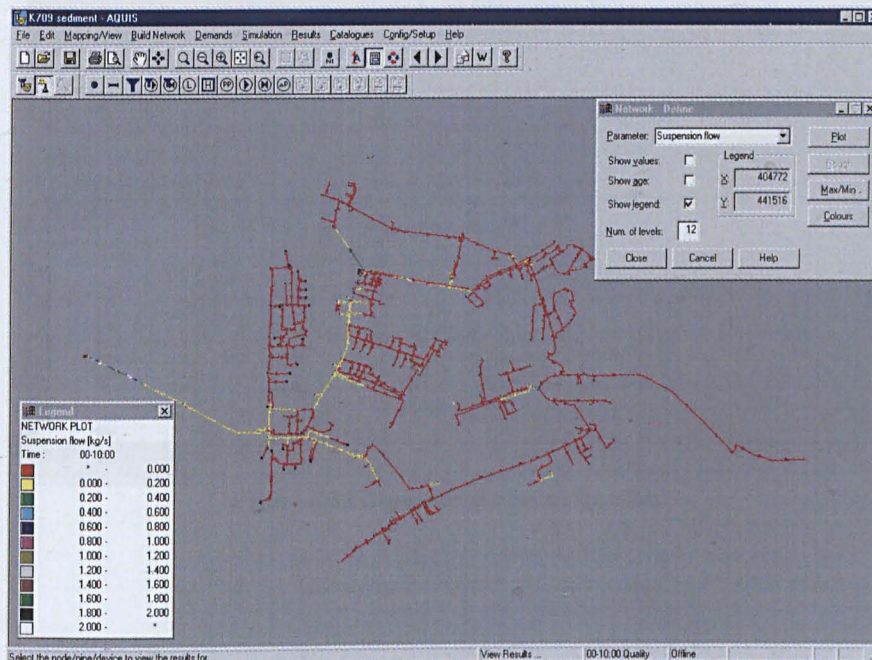 K709 sediment - AQUIS
File Edit Mapping/View Build Network Demands Simulation Results Catalogues Config/Setup Help
W
L H PP
Network - Define
Parameter: Suspension flow
Plot
Show values:
Legend
X: 404772
Show age:
Max/Min...
Y: 441516
Show legend:
Colours
Num. of levels: 12
Close Cancel Help
Legend
NETWORK PLOT
Suspension flow [kg/s]
Time : 00-10:00
* - 0.000
0.000 - 0.200
0.200 - 0.400
0.400 - 0.600
0.600 - 0.800
0.800 - 1.000
1.000 - 1.200
1.200 - 1.400
1.400 - 1.600
1.600 - 1.800
1.800 - 2.000
2.000 - *
Select the node/pipe/device to view the results for
View Results ... 00-10:00 Quality Offline